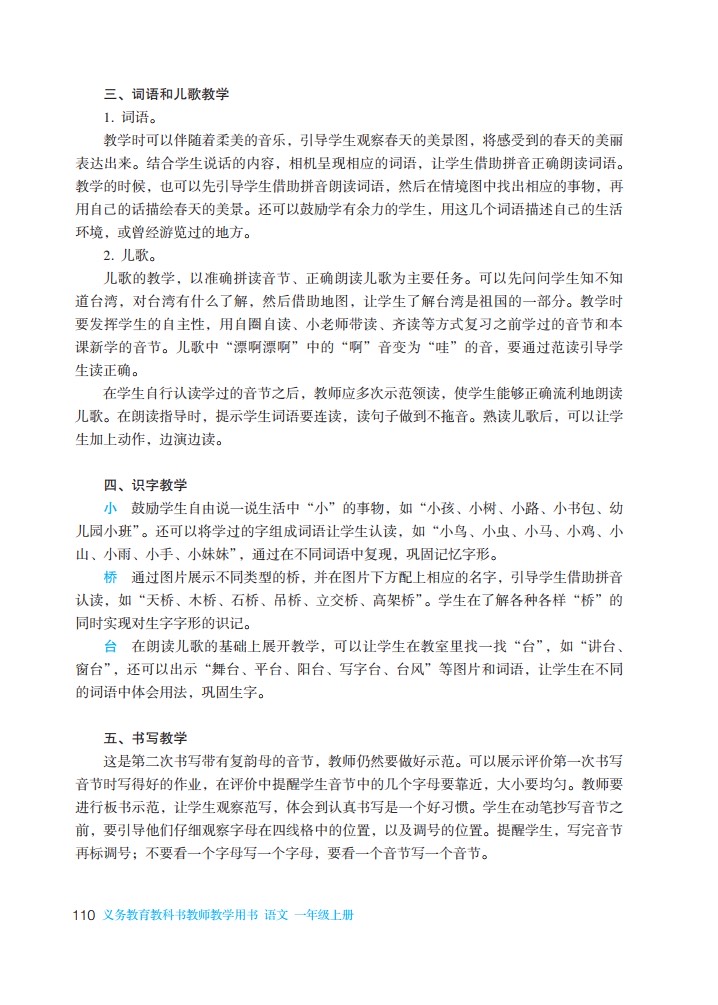 三、词语和儿歌教学
1. 词语。
教学时可以伴随着柔美的音乐，引导学生观察春天的美景图，将感受到的春天的美丽
表达出来。结合学生说话的内容，相机呈现相应的词语，让学生借助拼音正确朗读词语。
教学的时候，也可以先引导学生借助拼音朗读词语，然后在情境图中找出相应的事物，再
用自己的话描绘春天的美景。还可以鼓励学有余力的学生，用这几个词语描述自己的生活
环境，或曾经游览过的地方。
2. 儿歌。
儿歌的教学，以准确拼读音节、正确朗读儿歌为主要任务。可以先问问学生知不知
道台湾，对台湾有什么了解，然后借助地图，让学生了解台湾是祖国的一部分。教学时
要发挥学生的自主性，用自圈自读、小老师带读、齐读等方式复习之前学过的音节和本
课新学的音节。儿歌中“漂啊漂啊”中的“啊”音变为“哇”的音，要通过范读引导学
生读正确。
在学生自行认读学过的音节之后，教师应多次示范领读，使学生能够正确流利地朗读
儿歌。在朗读指导时，提示学生词语要连读，读句子做到不拖音。熟读儿歌后，可以让学
生加上动作，边演边读。
四、识字教学
小 鼓励学生自由说一说生活中“小”的事物，如“小孩、小树、小路、小书包、幼
儿园小班”。还可以将学过的字组成词语让学生认读，如“小鸟、小虫、小马、小鸡、小
山、小雨、小手、小妹妹”，通过在不同词语中复现，巩固记忆字形。
桥 通过图片展示不同类型的桥，并在图片下方配上相应的名字，引导学生借助拼音
认读，如“天桥、木桥、石桥、吊桥、立交桥、高架桥”。学生在了解各种各样“桥”的
同时实现对生字字形的识记。
台 在朗读儿歌的基础上展开教学，可以让学生在教室里找一找“台”，如“讲台、
窗台”，还可以出示“舞台、平台、阳台、写字台、台风”等图片和词语，让学生在不同
的词语中体会用法，巩固生字。
五、书写教学
这是第二次书写带有复韵母的音节，教师仍然要做好示范。可以展示评价第一次书写
音节时写得好的作业，在评价中提醒学生音节中的几个字母要靠近，大小要均匀。教师要
进行板书示范，让学生观察范写，体会到认真书写是一个好习惯。学生在动笔抄写音节之
前，要引导他们仔细观察字母在四线格中的位置，以及调号的位置。提醒学生，写完音节
再标调号；不要看一个字母写一个字母，要看一个音节写一个音节。
110 义务教育教科书教师教学用书 语文 一年级上册